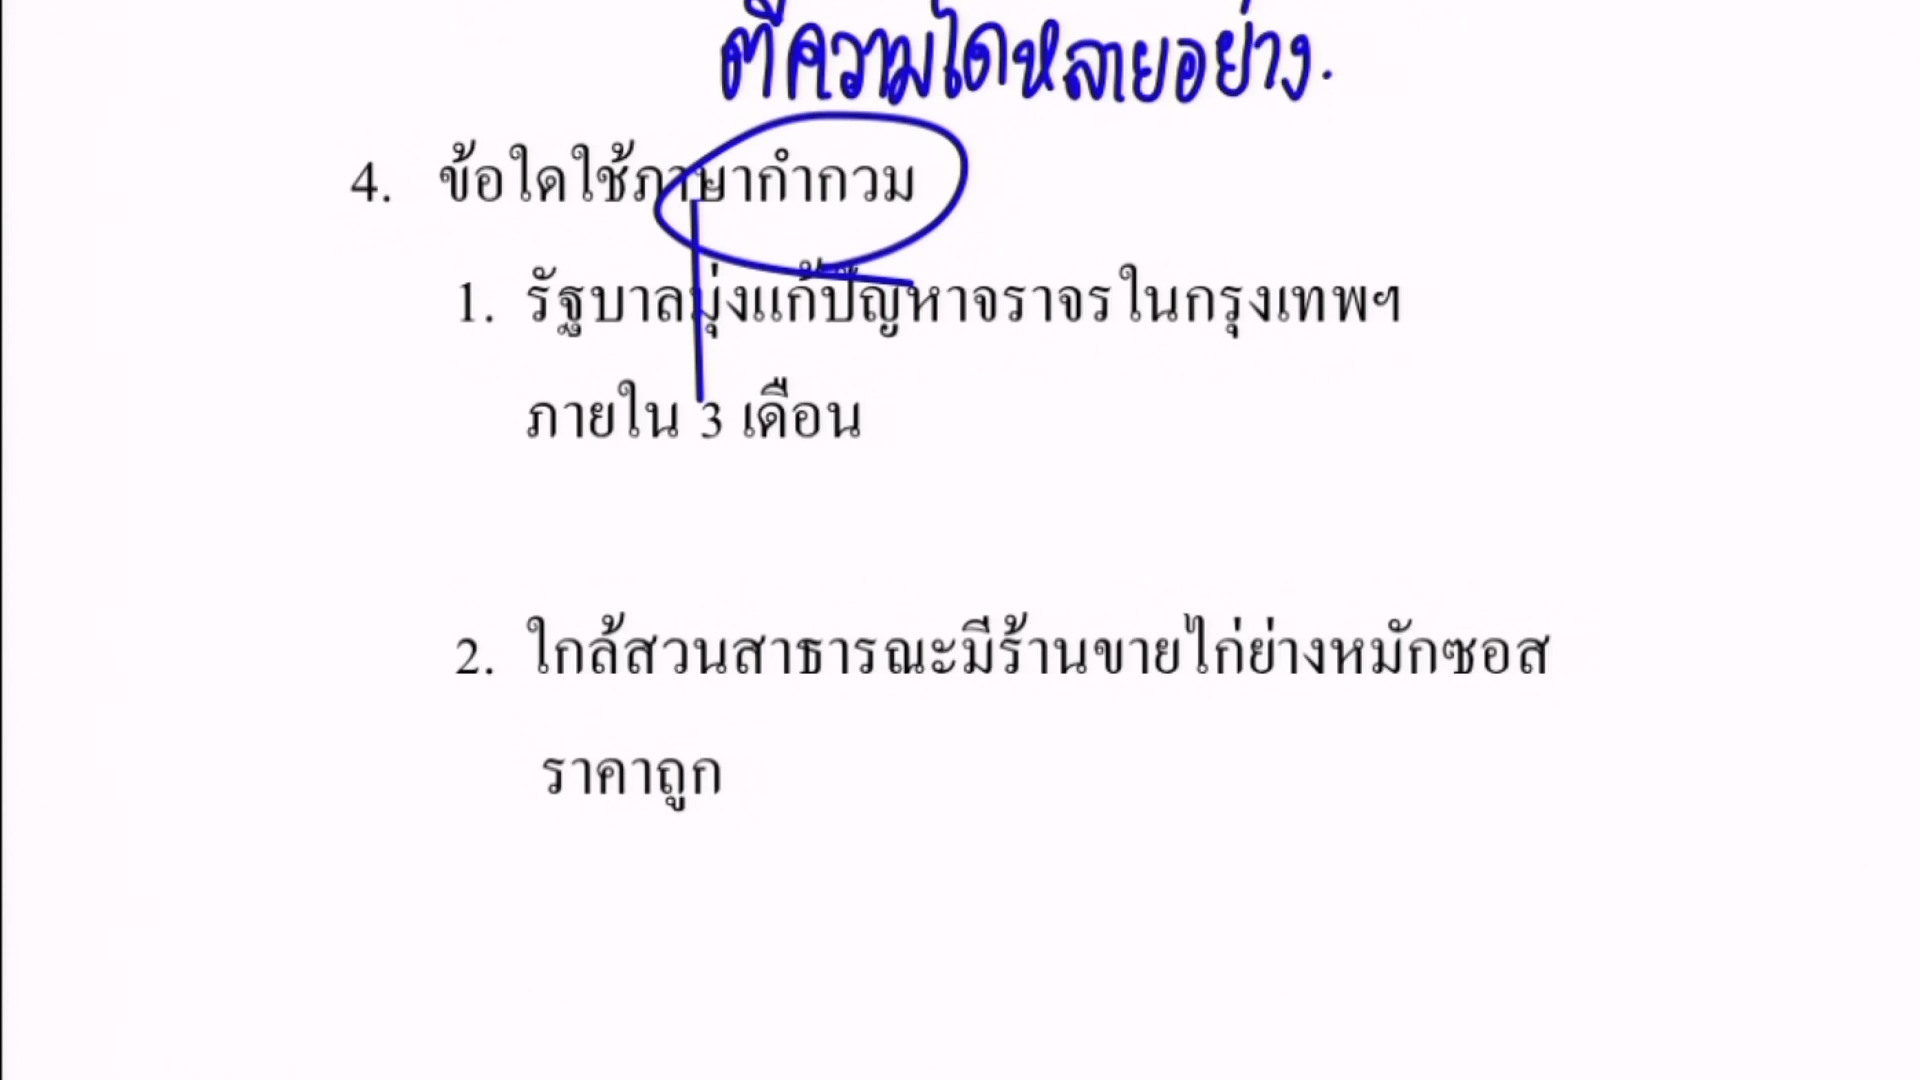 ตีความได้หลายอย่าง.
4. ข้อใดใช้ภาษากำกวม
1. รัฐบาลมุ่งแก้ปัญหาจราจรในกรุงเทพฯ
ภายใน 3 เดือน
2. ใกล้สวนสาธารณะมีร้านขายไก่ย่างหมักซอส
ราคาถูก